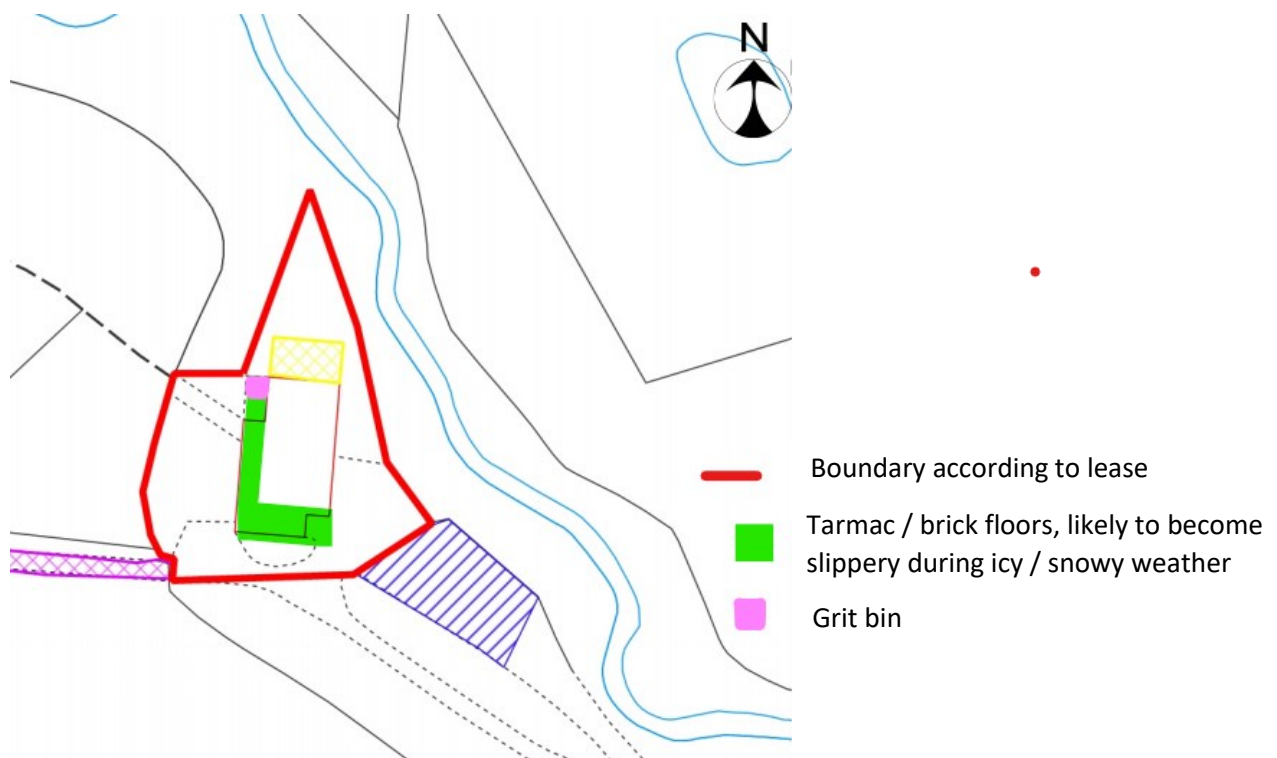 N
Boundary according to lease
Tarmac / brick floors, likely to become
slippery during icy / snowy weather
Grit bin